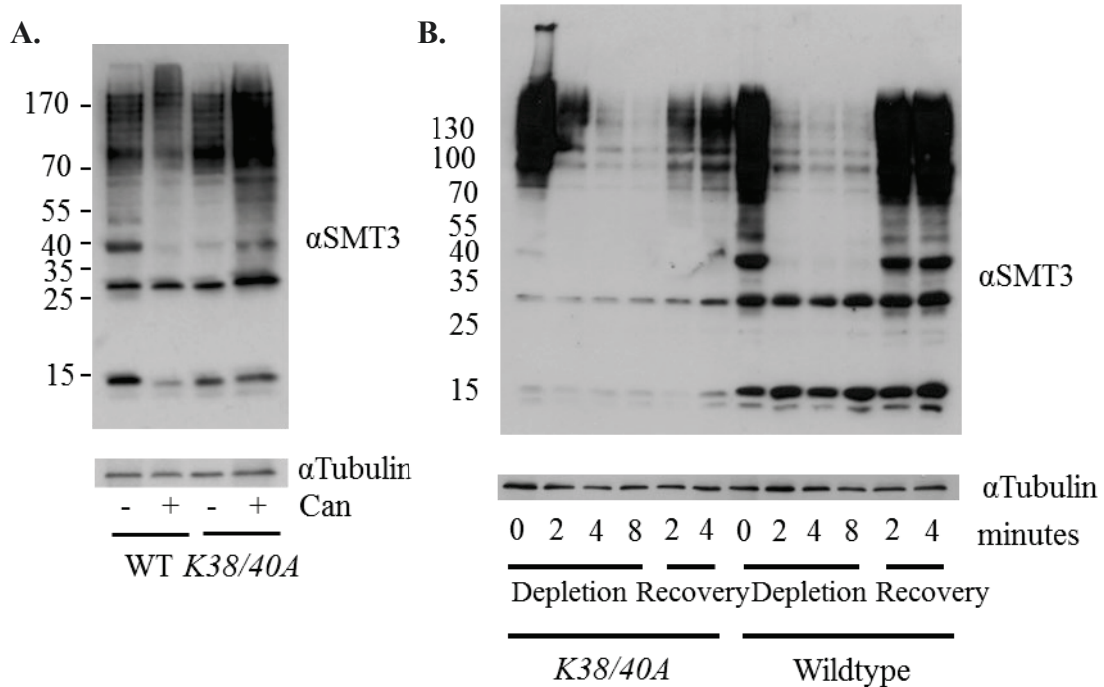 A.
170
70
55
40
35
25
15
αSMT3
αTubulin
- + - + Can
WT K38/40A
B.
130
100
70
55
40
35
25
15
αSMT3
αTubulin
0 2 4 8 2 4 0 2 4 8 2 4 minutes
Depletion Recovery Depletion Recovery
K38/40A Wildtype